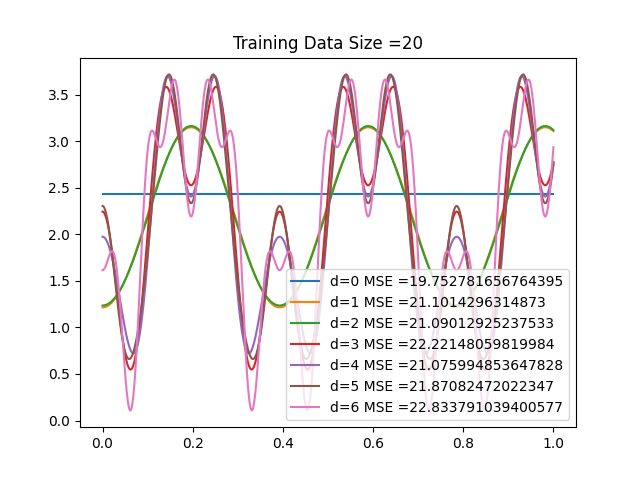 Training Data Size =20
3.5
3.0
2.5
2.0
1.5
1.0
0.5
0.0
d=0 MSE =19.752781656764395
d=1 MSE =21.1014296314873
d=2 MSE =21.09012925237533
d=3 MSE =22.22148059819984
d=4 MSE =21.075994853647828
d=5 MSE =21.87082472022347
d=6 MSE =22.833791039400577
0.0 0.2 0.4 0.6 0.8 1.0